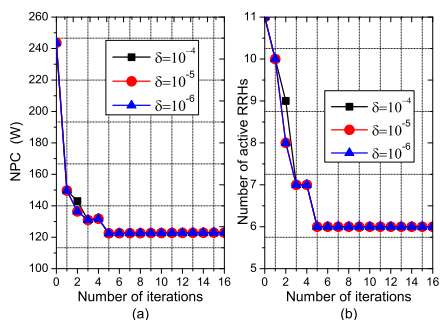 260
240
220
200
180
160
140
120
100
NPC (W)
δ=10⁻⁴
δ=10⁻⁵
δ=10⁻⁶
0 2 4 6 8 10 12 14 16
Number of iterations
(a)
11
10
9
8
7
6
5
Number of active RRHs
δ=10⁻⁴
δ=10⁻⁵
δ=10⁻⁶
0 2 4 6 8 10 12 14 16
Number of iterations
(b)